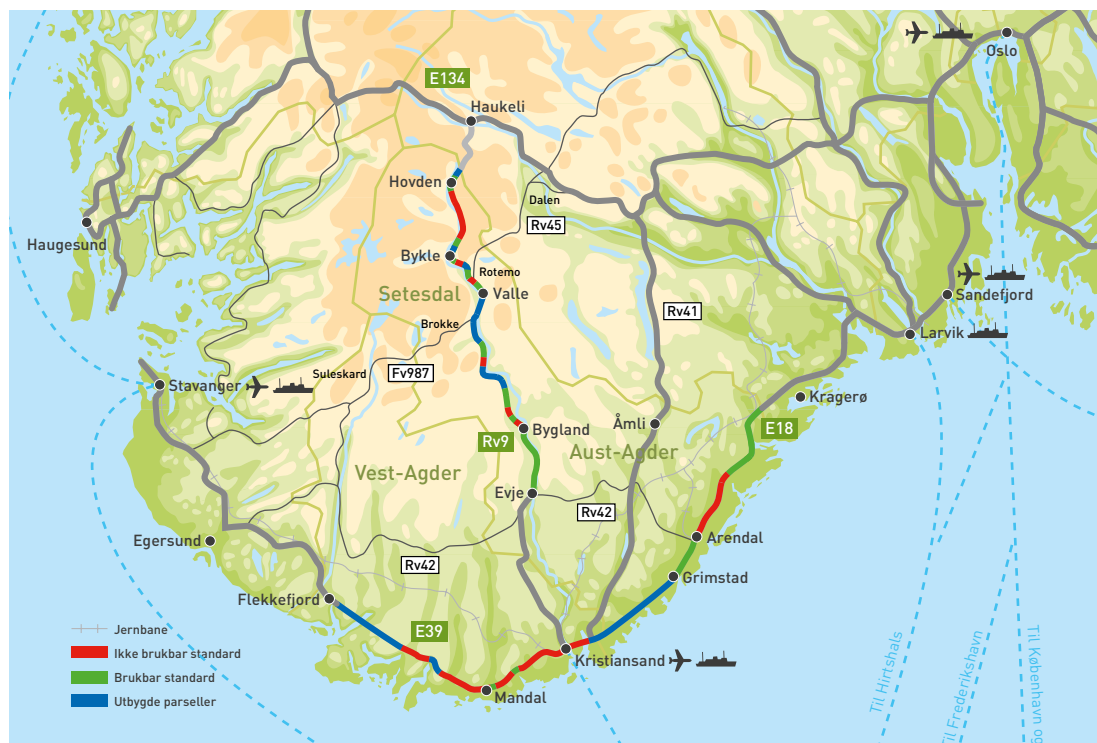 Oslo
E134
Haukeli
Hovden
Dalen
Haugesund
Rv45
Bykle
Rotemo
Setesdal
Valle
Sandefjord
Rv41
Brokke
Larvik
Stavanger
Suleskard
Fv987
Kragerø
Åmli
Bygland
E18
Rv9
Aust-Agder
Vest-Agder
Evje
Rv42
Egersund
Arendal
Rv42
Grimstad
Flekkefjord
E39
Kristiansand
Mandal
Jernbane
Ikke brukbar standard
Brukbar standard
Utbygde parseller
Til Hirtshals
Til Frederikshavn
Til København og